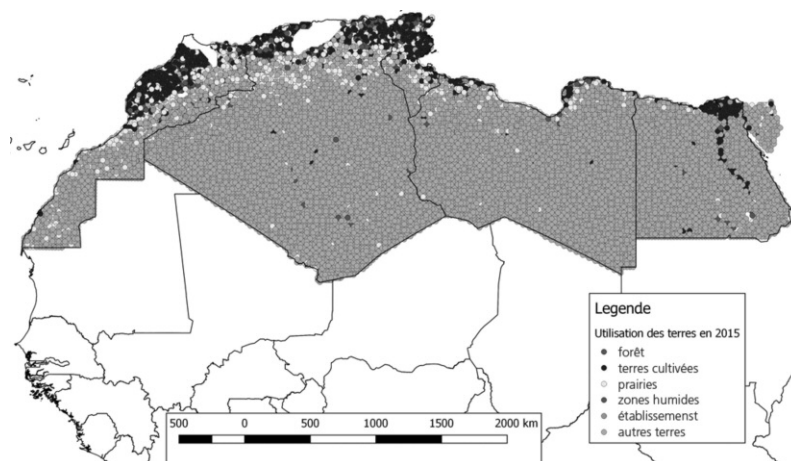 Legende
Utilisation des terres en 2015
forêt
terres cultivées
prairies
zones humides
établissemenst
autres terres
500 0 500 1000 1500 2000 km